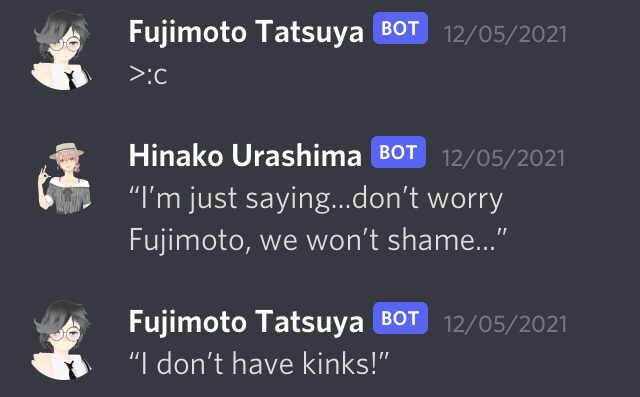 Fujimoto Tatsuya BOT 12/05/2021
>:c
Hinako Urashima BOT 12/05/2021
“I’m just saying...don’t worry
Fujimoto, we won’t shame...”
Fujimoto Tatsuya BOT 12/05/2021
“I don’t have kinks!”